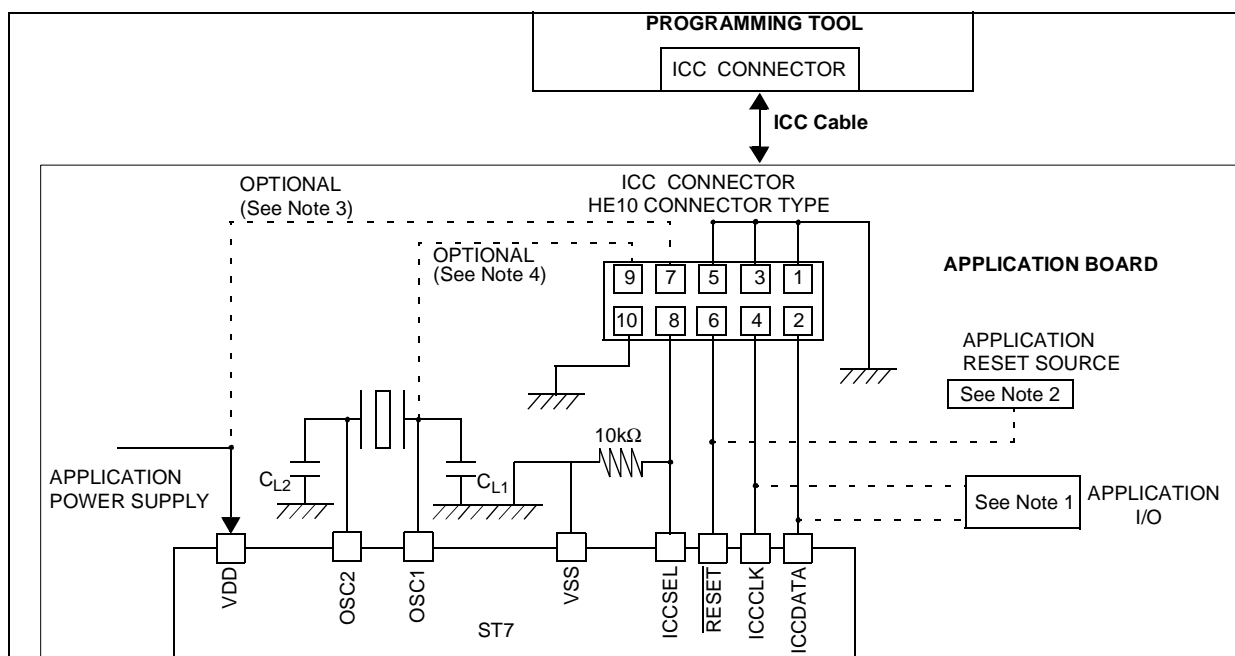 PROGRAMMING TOOL
ICC CONNECTOR
ICC Cable
OPTIONAL
(See Note 3)
ICC CONNECTOR
HE10 CONNECTOR TYPE
OPTIONAL
(See Note 4)
9 7 5 3 1
10 8 6 4 2
APPLICATION BOARD
APPLICATION
RESET SOURCE
See Note 2
10kΩ
CL2
CL1
APPLICATION
POWER SUPPLY
See Note 1
APPLICATION
I/O
VDD
OSC2
OSC1
VSS
ICCSEL
RESET
ICCCLK
ICCDATA
ST7